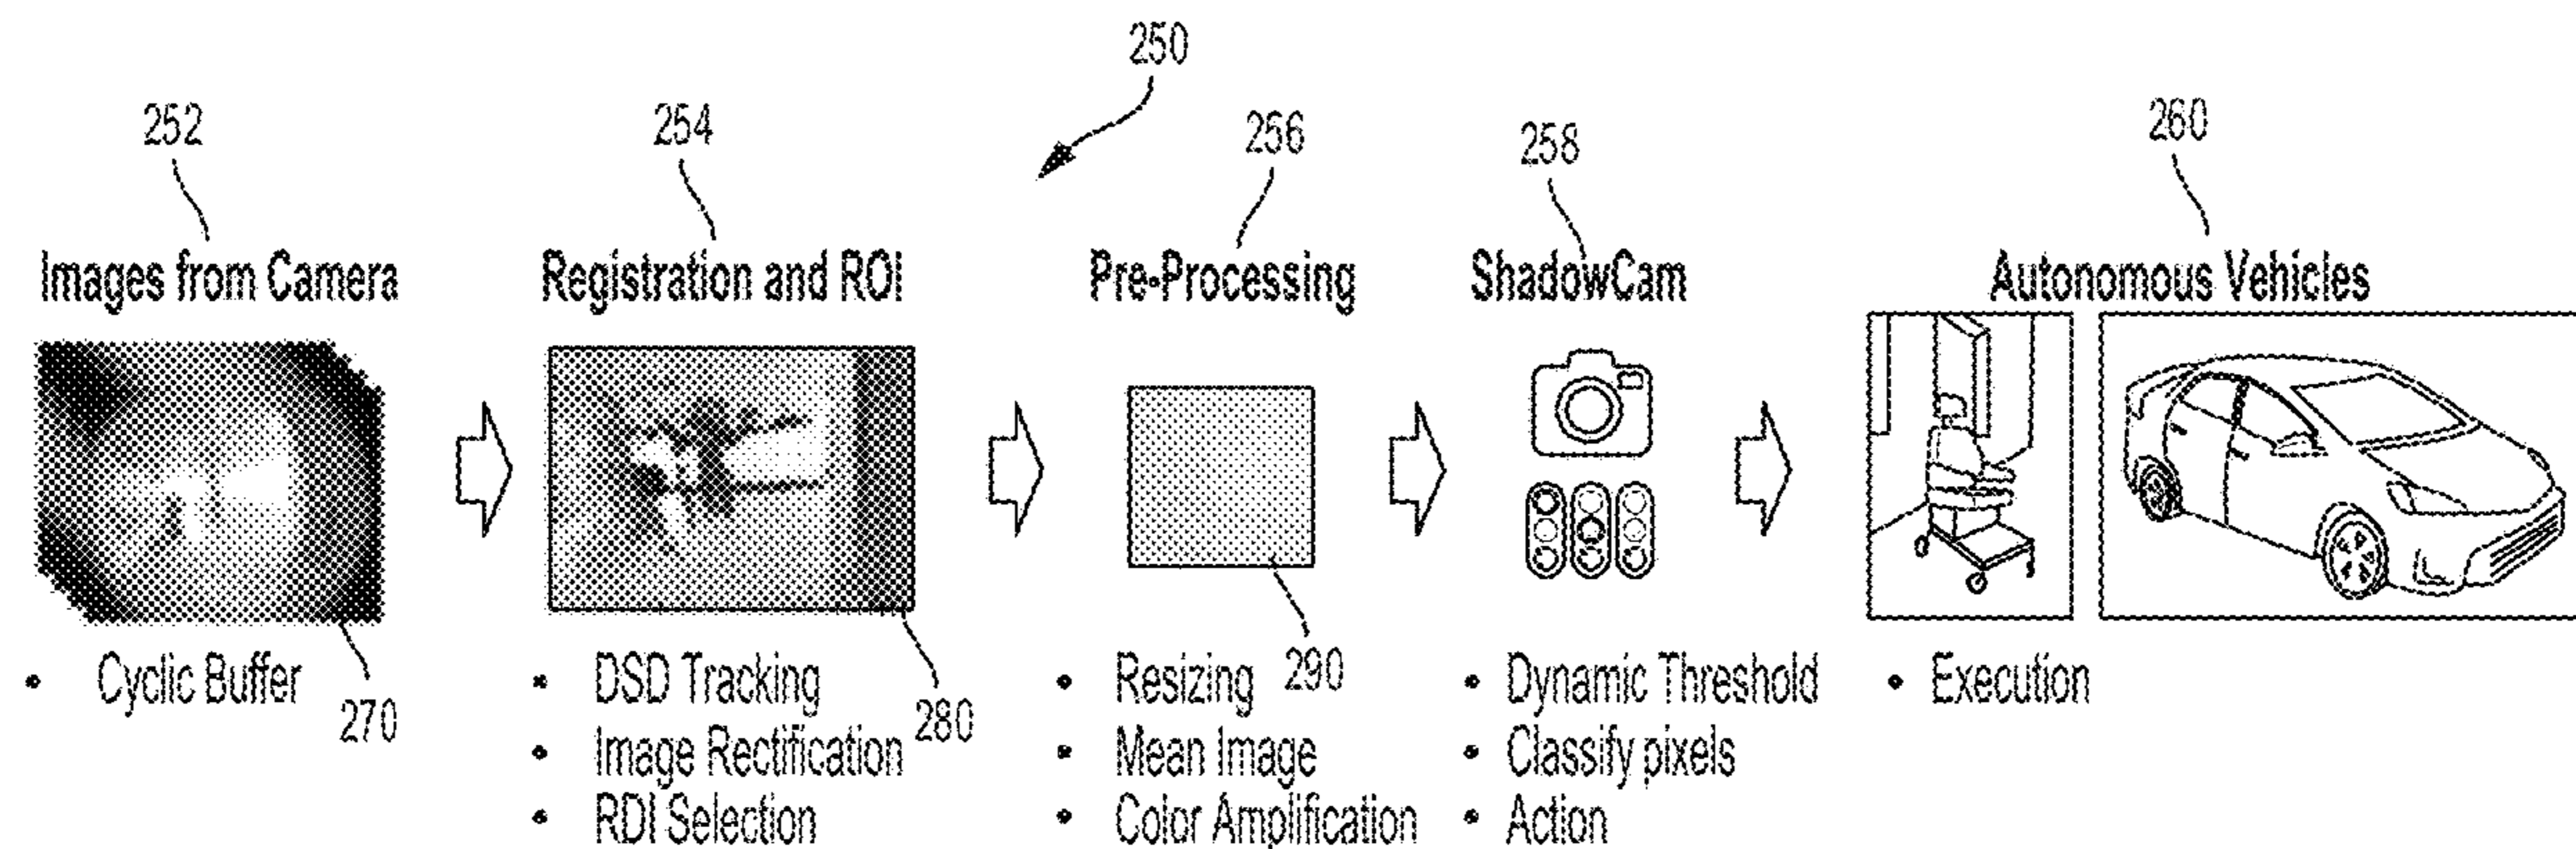 250
252
254
256
258
260
Images from Camera
Registration and ROI
Pre-Processing
ShadowCam
Autonomous Vehicles
• Cyclic Buffer
270
• DSD Tracking
• Image Rectification
• RDI Selection
280
• Resizing
• Mean Image
• Color Amplification
290
• Dynamic Threshold
• Classify pixels
• Action
• Execution